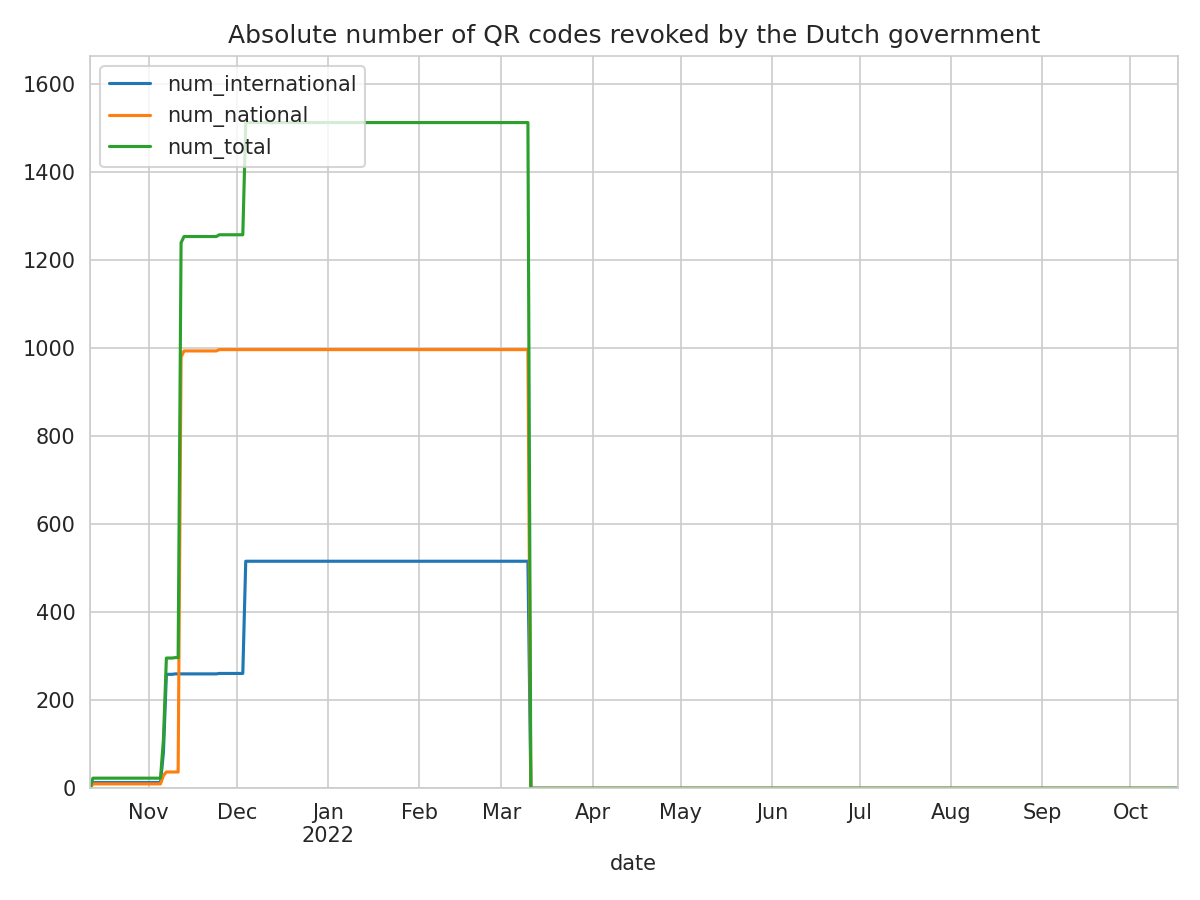 Absolute number of QR codes revoked by the Dutch government
num_international
num_national
num_total
1600
1400
1200
1000
800
600
400
200
0
Nov Dec Jan Feb Mar Apr May Jun Jul Aug Sep Oct
2022
date